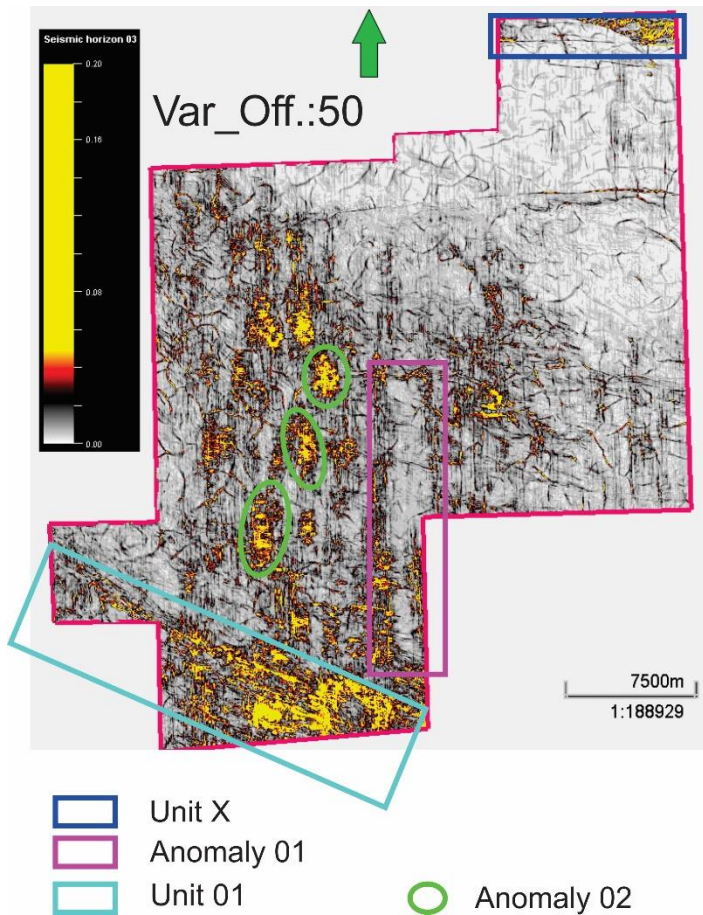 Seismic horizon 03
0.20
0.16
0.08
0.00
Var_Off.:50
7500m
1:188929
Unit X
Anomaly 01
Unit 01
Anomaly 02